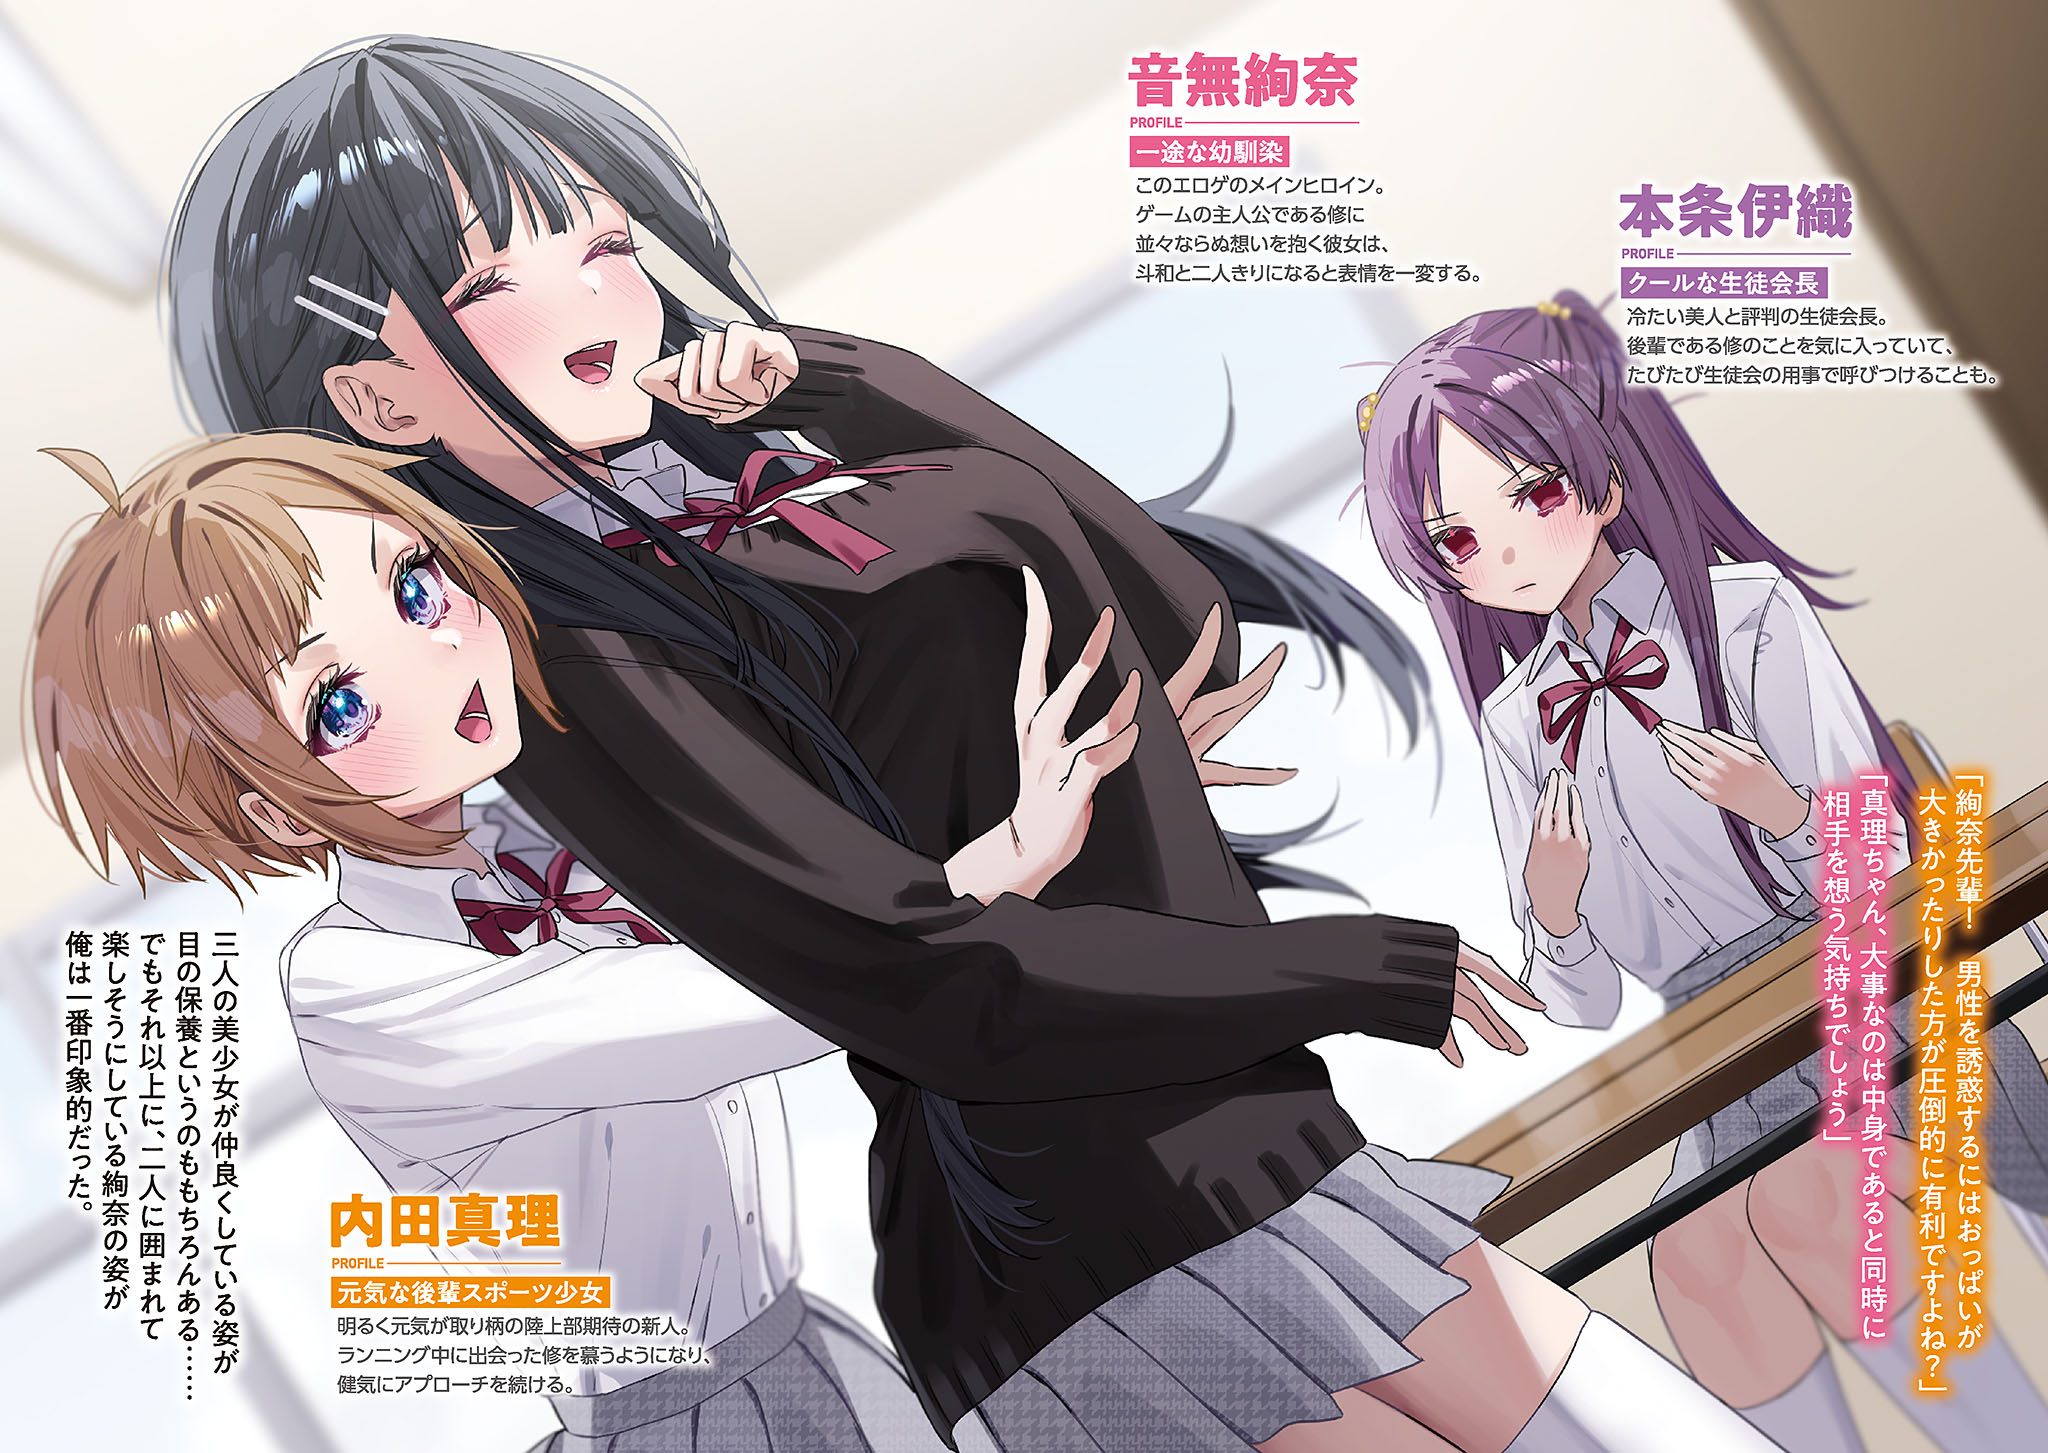 音無絢奈
PROFILE
一途な幼馴染
このエロゲのメインヒロイン。
ゲームの主人公である修に
並々ならぬ想いを抱く彼女は、
斗和と二人きりになると表情を一変する。
本条伊織
PROFILE
クールな生徒会長
冷たい美人と評判の生徒会長。
後輩である修のことを気に入っていて、
たびたび生徒会の用事で呼びつけることも。
「絢奈先輩！　男性を誘惑するにはおっぱいが
大きかったりした方が圧倒的に有利ですよね？」
「真理ちゃん、大事なのは中身であると同時に
相手を想う気持ちでしょう」
内田真理
PROFILE
元気な後輩スポーツ少女
明るく元気が取り柄の陸上部期待の新人。
ランニング中に出会った修を慕うようになり、
健気にアプローチを続ける。
三人の美少女が仲良くしている姿が
目の保養というのももちろんある……
でもそれ以上に、二人に囲まれて
楽しそうにしている絢奈の姿が
俺は一番印象的だった。